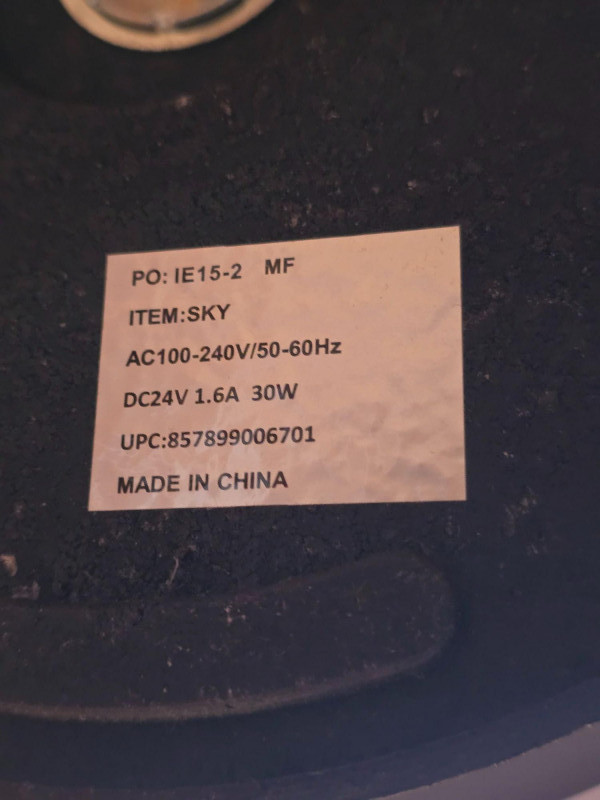 PO: IE15-2 MF
ITEM:SKY
AC100-240V/50-60Hz
DC24V 1.6A 30W
UPC:857899006701
MADE IN CHINA